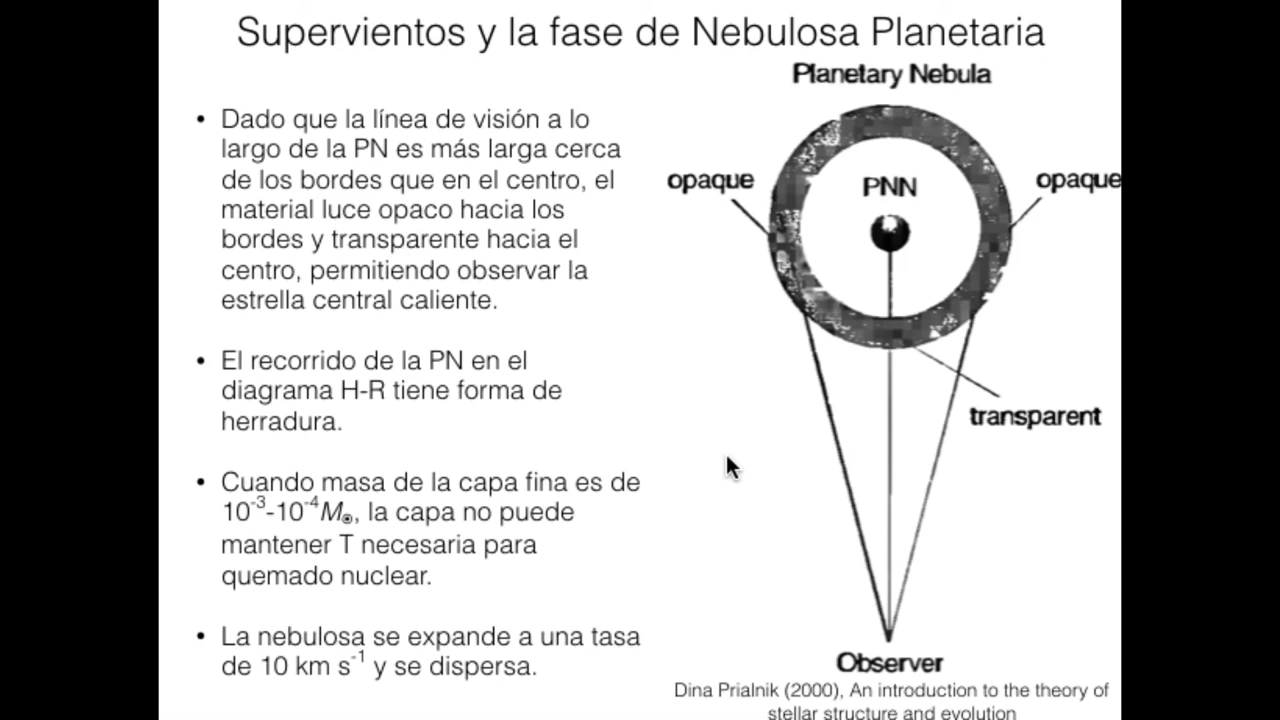 Supervientos y la fase de Nebulosa Planetaria
• Dado que la línea de visión a lo
largo de la PN es más larga cerca
de los bordes que en el centro, el
material luce opaco hacia los
bordes y transparente hacia el
centro, permitiendo observar la
estrella central caliente.
• El recorrido de la PN en el
diagrama H-R tiene forma de
herradura.
• Cuando masa de la capa fina es de
10⁻³-10⁻⁴M⊙, la capa no puede
mantener T necesaria para
quemado nuclear.
• La nebulosa se expande a una tasa
de 10 km s⁻¹ y se dispersa.
Planetary Nebula
opaque
PNN
opaque
transparent
Observer
Dina Prialnik (2000), An introduction to the theory of
stellar structure and evolution